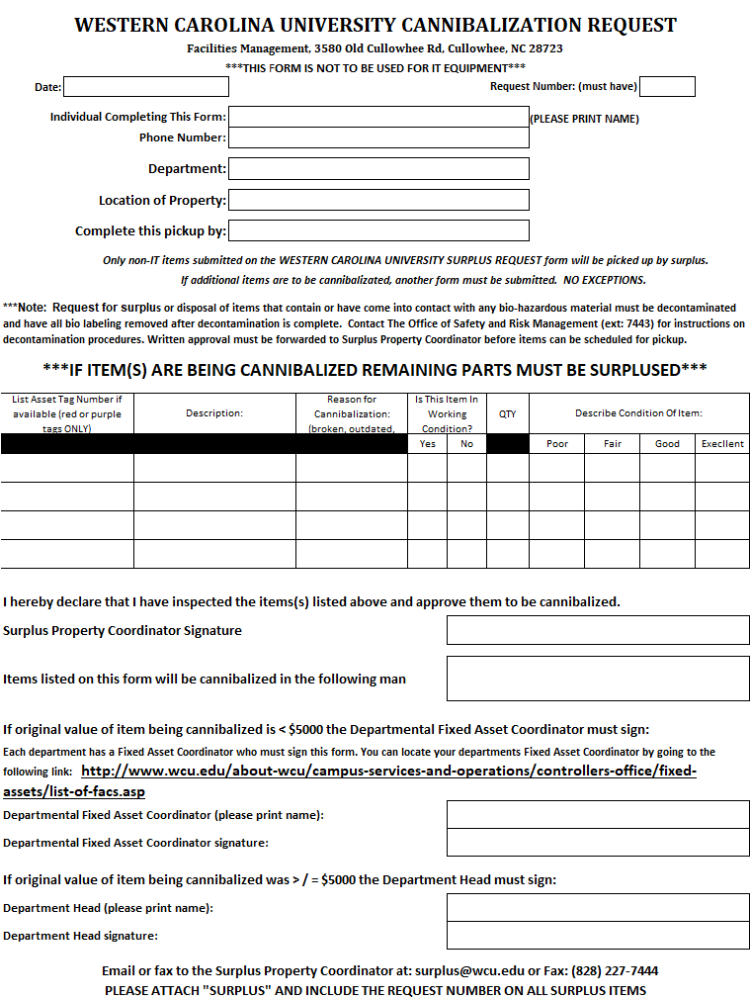 WESTERN CAROLINA UNIVERSITY CANNIBALIZATION REQUEST
Facilities Management, 3580 Old Cullowhee Rd, Cullowhee, NC 28723
***THIS FORM IS NOT TO BE USED FOR IT EQUIPMENT***
Date: Request Number: (must have)
Individual Completing This Form: (PLEASE PRINT NAME)
Phone Number:
Department:
Location of Property:
Complete this pickup by:
Only non-IT items submitted on the WESTERN CAROLINA UNIVERSITY SURPLUS REQUEST form will be picked up by surplus.
If additional items are to be cannibalizated, another form must be submitted. NO EXCEPTIONS.
***Note: Request for surplus or disposal of items that contain or have come into contact with any bio-hazardous material must be decontaminated
and have all bio labeling removed after decontamination is complete. Contact The Office of Safety and Risk Management (ext: 7443) for instructions on
decontamination procedures. Written approval must be forwarded to Surplus Property Coordinator before items can be scheduled for pickup.
***IF ITEM(S) ARE BEING CANNIBALIZED REMAINING PARTS MUST BE SURPLUSED***
List Asset Tag Number if
available (red or purple
tags ONLY)
Description:
Reason for
Cannibalization:
(broken, outdated,
Is This Item In
Working
Condition?
QTY
Describe Condition Of Item:
Yes No Poor Fair Good Execllent
I hereby declare that I have inspected the items(s) listed above and approve them to be cannibalized.
Surplus Property Coordinator Signature
Items listed on this form will be cannibalized in the following man
If original value of item being cannibalized is < $5000 the Departmental Fixed Asset Coordinator must sign:
Each department has a Fixed Asset Coordinator who must sign this form. You can locate your departments Fixed Asset Coordinator by going to the
following link: http://www.wcu.edu/about-wcu/campus-services-and-operations/controllers-office/fixed-
assets/list-of-facs.asp
Departmental Fixed Asset Coordinator (please print name):
Departmental Fixed Asset Coordinator signature:
If original value of item being cannibalized was > / = $5000 the Department Head must sign:
Department Head (please print name):
Department Head signature:
Email or fax to the Surplus Property Coordinator at: surplus@wcu.edu or Fax: (828) 227-7444
PLEASE ATTACH "SURPLUS" AND INCLUDE THE REQUEST NUMBER ON ALL SURPLUS ITEMS